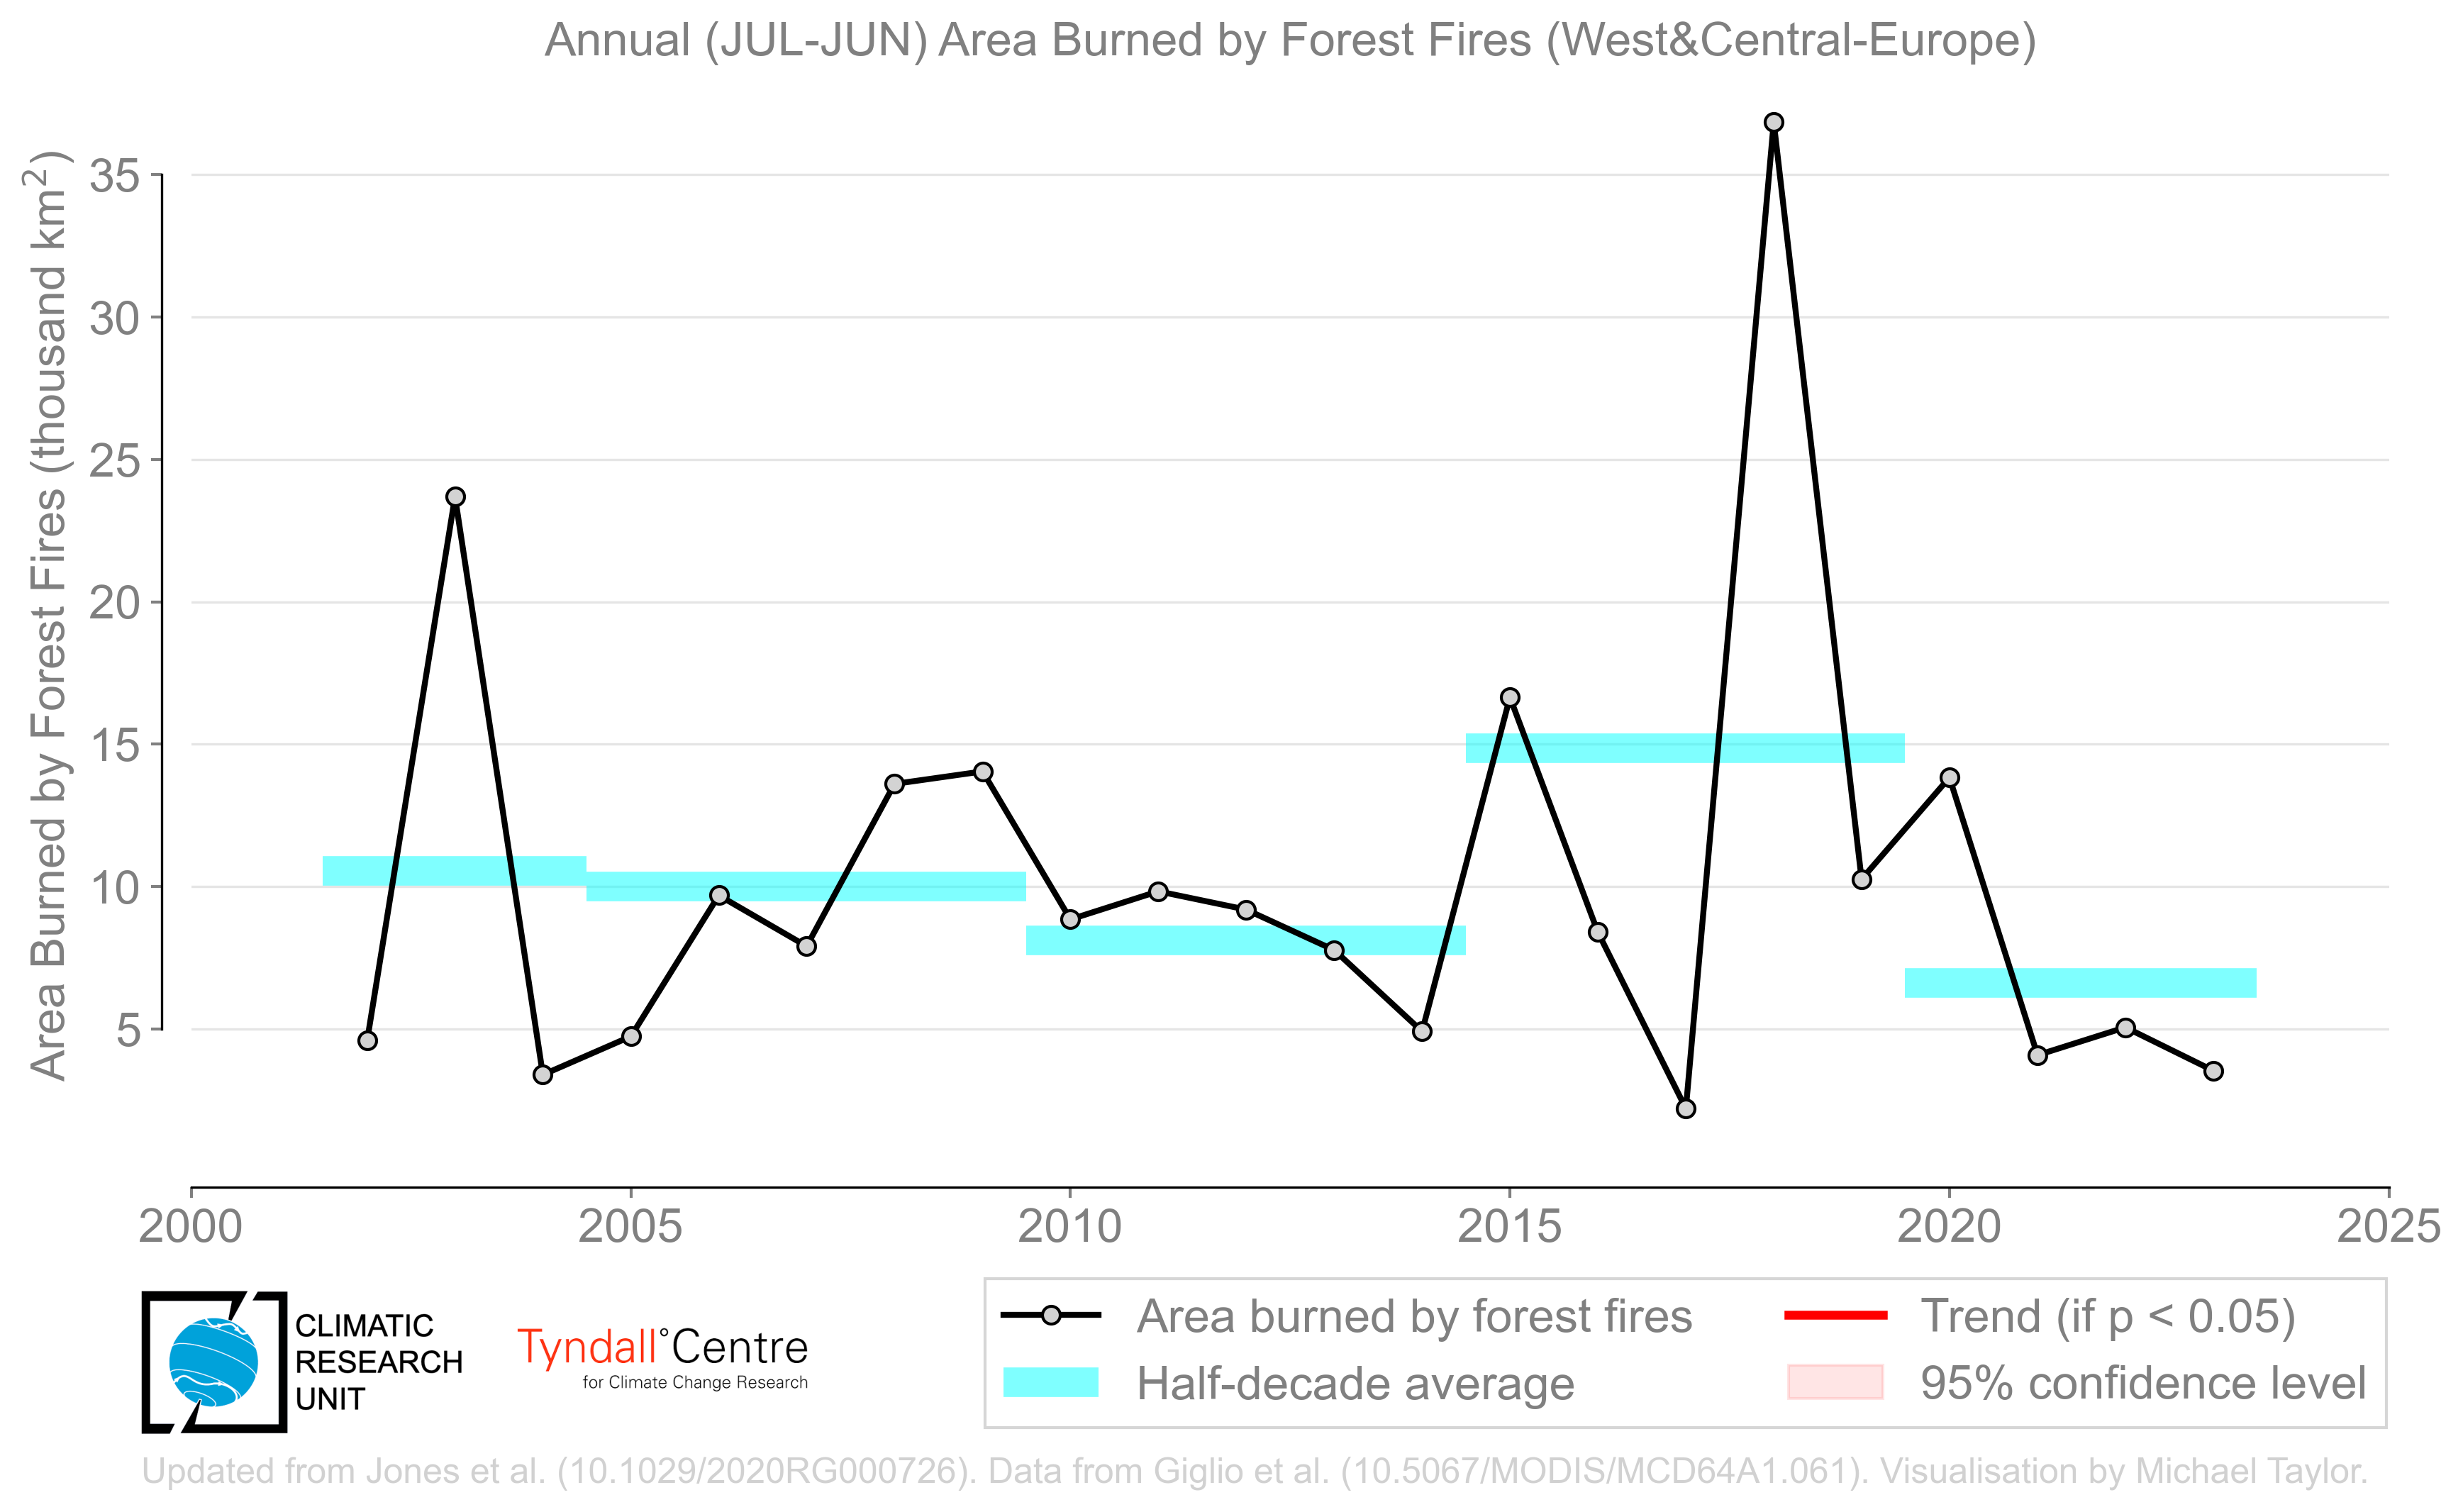 Annual (JUL-JUN) Area Burned by Forest Fires (West&Central-Europe)
Area Burned by Forest Fires (thousand km²)
35
30
25
20
15
10
5
2000 2005 2010 2015 2020 2025
CLIMATIC
RESEARCH
UNIT
Tyndall°Centre
for Climate Change Research
Area burned by forest fires
Half-decade average
Trend (if p < 0.05)
95% confidence level
Updated from Jones et al. (10.1029/2020RG000726). Data from Giglio et al. (10.5067/MODIS/MCD64A1.061). Visualisation by Michael Taylor.